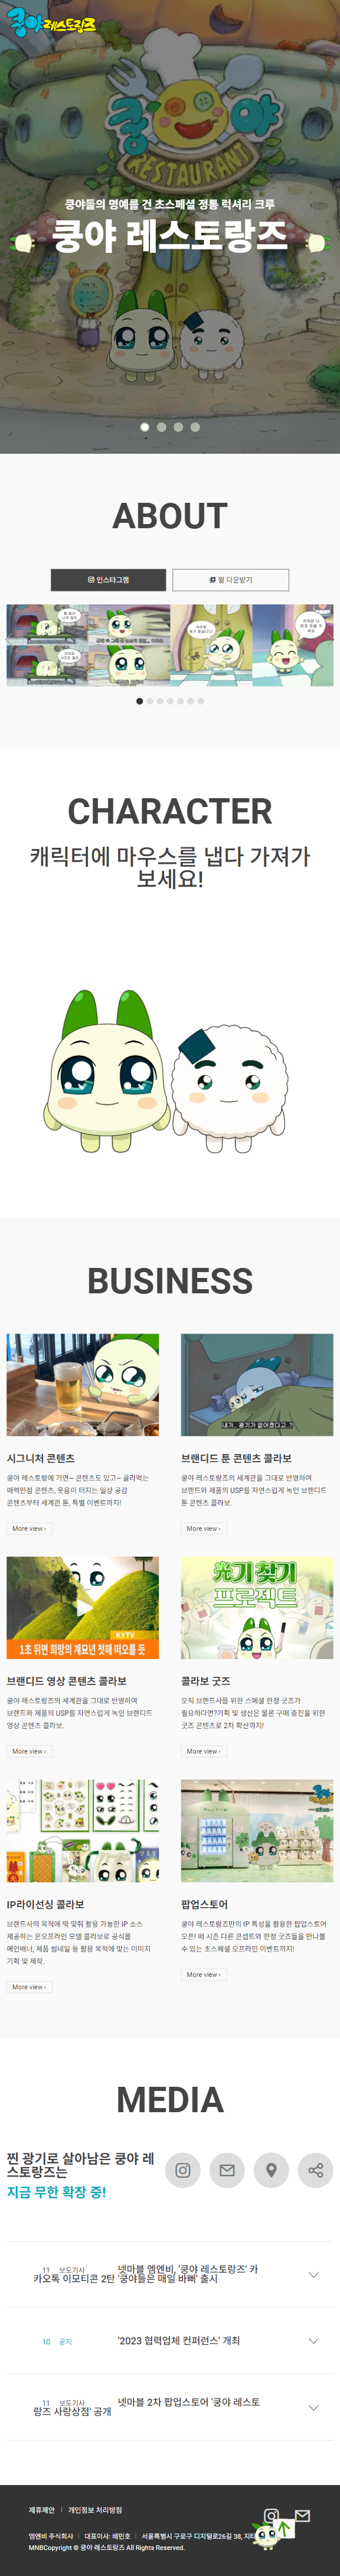 쿵야 레스토랑즈
쿵야
RESTAURANT
쿵야들의 명예를 건 초스페셜 정통 럭셔리 크루
쿵야 레스토랑즈
ABOUT
인스타그램
짤 다운받기
CHARACTER
캐릭터에 마우스를 냅다 가져가
보세요!
BUSINESS
내가.. 광기가 없어졌다고..?
시그니처 콘텐츠
쿵야 레스토랑에 가면~ 콘텐츠도 있고~ 골라먹는
매력만점 콘텐츠, 웃음이 터지는 일상 공감
콘텐츠부터 세계관 툰, 특별 이벤트까지!
More view ›
브랜디드 툰 콘텐츠 콜라보
쿵야 레스토랑즈의 세계관을 그대로 반영하여
브랜드와 제품의 USP를 자연스럽게 녹인 브랜디드
툰 콘텐츠 콜라보.
More view ›
KYTV
1초 뒤면 희망의 계묘년 첫해 떠오를 듯
光기 찾기
프로젝트
브랜디드 영상 콘텐츠 콜라보
쿵야 레스토랑즈의 세계관을 그대로 반영하여
브랜드와 제품의 USP를 자연스럽게 녹인 브랜디드
영상 콘텐츠 콜라보.
More view ›
콜라보 굿즈
오직 브랜드사를 위한 스페셜 한정 굿즈가
필요하다면?기획 및 생산은 물론 구매 증진을 위한
굿즈 콘텐츠로 2차 확산까지!
More view ›
IP라이선싱 콜라보
브랜드사의 목적에 딱 맞춰 활용 가능한 IP 소스
제공하는 온오프라인 모델 콜라보로 공식몰
메인배너, 제품 썸네일 등 활용 목적에 맞는 이미지
기획 및 제작.
More view ›
팝업스토어
쿵야 레스토랑즈만의 IP 특성을 활용한 팝업스토어
오픈! 매 시즌 다른 콘셉트와 한정 굿즈들을 만나볼
수 있는 초스페셜 오프라인 이벤트까지!
More view ›
MEDIA
찐 광기로 살아남은 쿵야 레
스토랑즈는
지금 무한 확장 중!
11 보도기사 넷마블 엠엔비, '쿵야 레스토랑즈' 카
카오톡 이모티콘 2탄 '쿵야들은 매일 바빠' 출시
10 공지 '2023 협력업체 컨퍼런스' 개최
11 보도기사 넷마블 2차 팝업스토어 '쿵야 레스토
랑즈 사랑상점' 공개
제휴제안 | 개인정보 처리방침
엠엔비 주식회사 | 대표이사: 배민호 | 서울특별시 구로구 디지털로26길 38, 지타
MNBCopyright © 쿵야 레스토랑즈 All Rights Reserved.